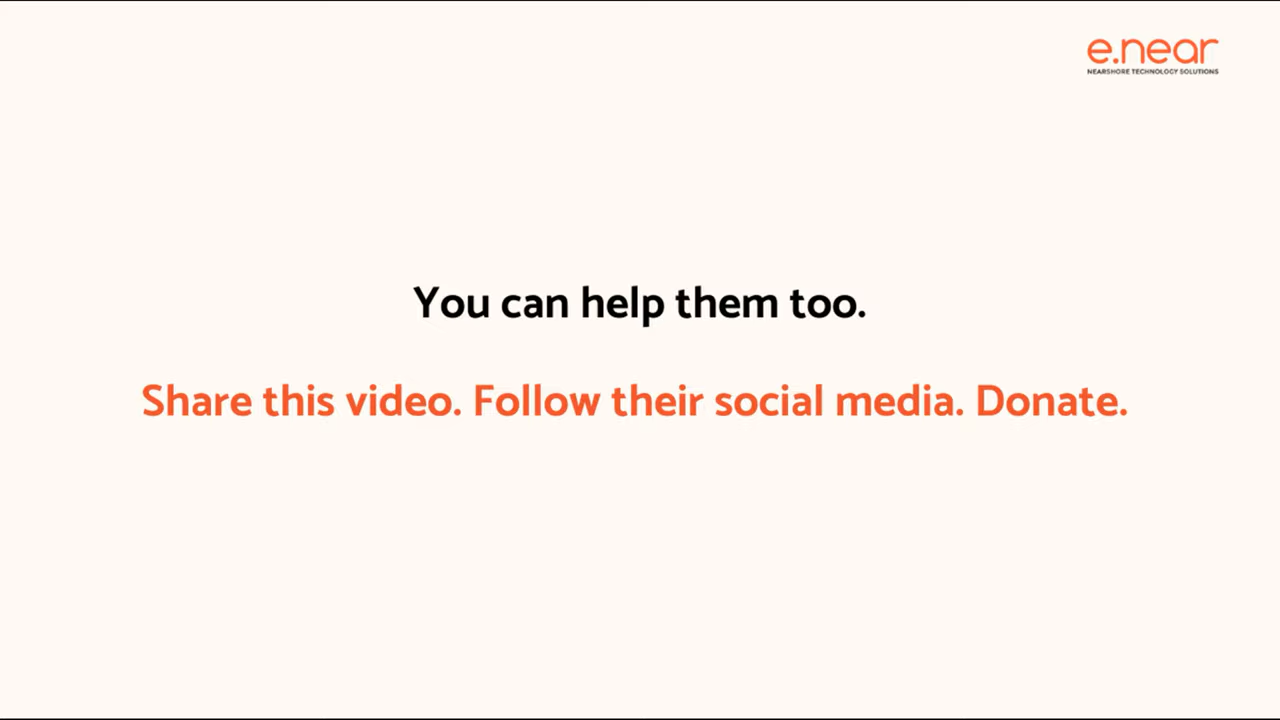 e.near
NEARSHORE TECHNOLOGY SOLUTIONS
You can help them too.
Share this video. Follow their social media. Donate.